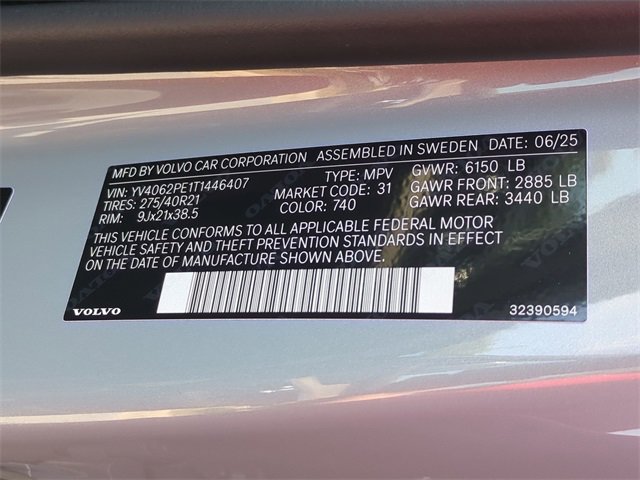 MFD BY VOLVO CAR CORPORATION ASSEMBLED IN SWEDEN DATE: 06/25
VIN: YV4062PE1T1446407 TYPE: MPV GVWR: 6150 LB
TIRES: 275/40R21 MARKET CODE: 31 GAWR FRONT: 2885 LB
RIM: 9Jx21x38.5 COLOR: 740 GAWR REAR: 3440 LB
THIS VEHICLE CONFORMS TO ALL APPLICABLE FEDERAL MOTOR
VEHICLE SAFETY AND THEFT PREVENTION STANDARDS IN EFFECT
ON THE DATE OF MANUFACTURE SHOWN ABOVE.
VOLVO 32390594